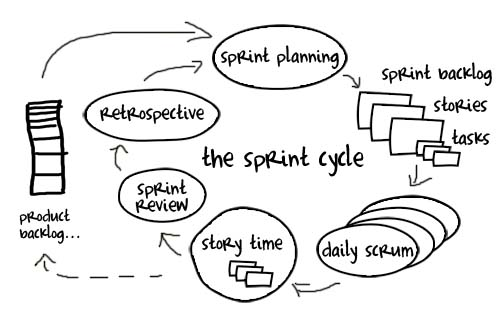 sprint planning
sprint backlog
stories
tasks
retrospective
the sprint cycle
sprint
review
product
backlog...
story time
daily scrum